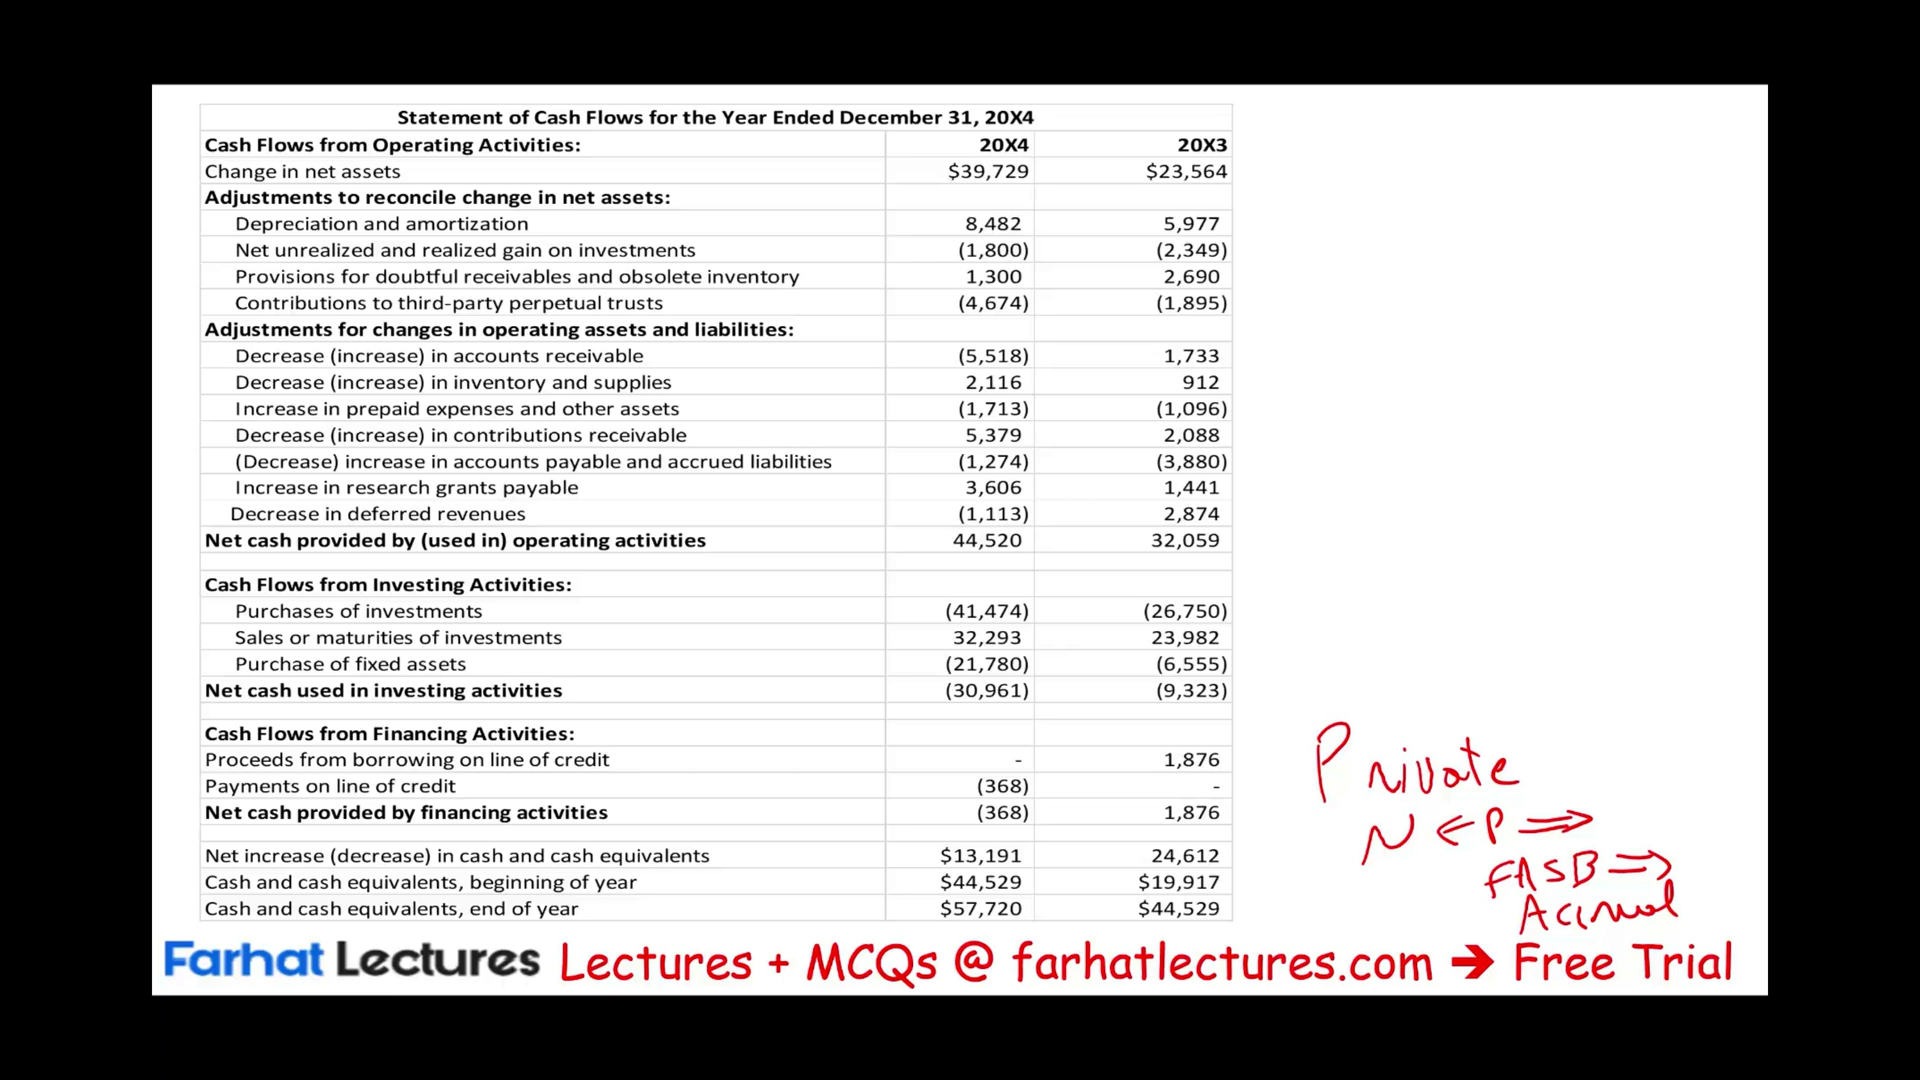 Statement of Cash Flows for the Year Ended December 31, 20X4
Cash Flows from Operating Activities: 20X4 20X3
Change in net assets $39,729 $23,564
Adjustments to reconcile change in net assets:
Depreciation and amortization 8,482 5,977
Net unrealized and realized gain on investments (1,800) (2,349)
Provisions for doubtful receivables and obsolete inventory 1,300 2,690
Contributions to third-party perpetual trusts (4,674) (1,895)
Adjustments for changes in operating assets and liabilities:
Decrease (increase) in accounts receivable (5,518) 1,733
Decrease (increase) in inventory and supplies 2,116 912
Increase in prepaid expenses and other assets (1,713) (1,096)
Decrease (increase) in contributions receivable 5,379 2,088
(Decrease) increase in accounts payable and accrued liabilities (1,274) (3,880)
Increase in research grants payable 3,606 1,441
Decrease in deferred revenues (1,113) 2,874
Net cash provided by (used in) operating activities 44,520 32,059
Cash Flows from Investing Activities:
Purchases of investments (41,474) (26,750)
Sales or maturities of investments 32,293 23,982
Purchase of fixed assets (21,780) (6,555)
Net cash used in investing activities (30,961) (9,323)
Cash Flows from Financing Activities:
Proceeds from borrowing on line of credit - 1,876
Payments on line of credit (368) -
Net cash provided by financing activities (368) 1,876
Net increase (decrease) in cash and cash equivalents $13,191 24,612
Cash and cash equivalents, beginning of year $44,529 $19,917
Cash and cash equivalents, end of year $57,720 $44,529
Private
N F P ⇒
FASB ⇒
Accrual
Farhat Lectures Lectures + MCQs @ farhatlectures.com ➔ Free Trial